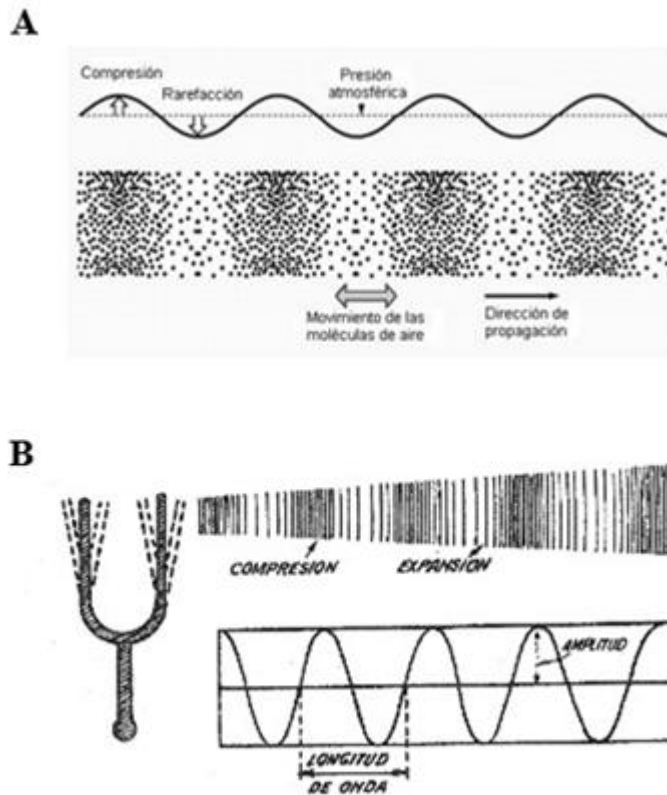 A
Compresión
Rarefacción
Presión
atmosférica
Movimiento de las
moléculas de aire
Dirección de
propagación
B
COMPRESION
EXPANSION
AMPLITUD
LONGITUD
DE ONDA